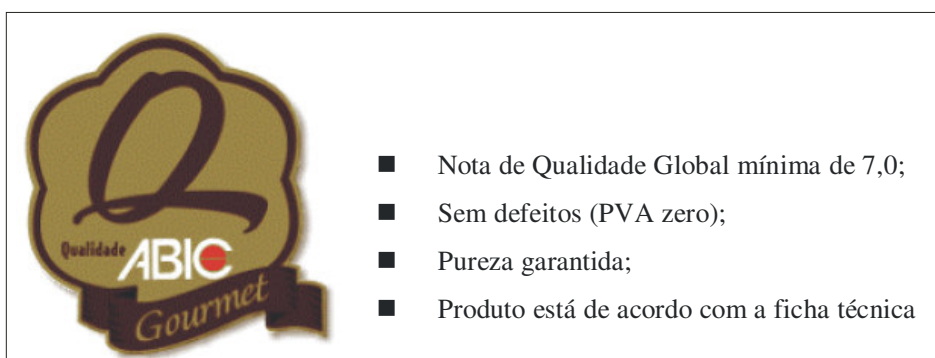 Q
Qualidade ABIC
Gourmet
Nota de Qualidade Global mínima de 7,0;
Sem defeitos (PVA zero);
Pureza garantida;
Produto está de acordo com a ficha técnica